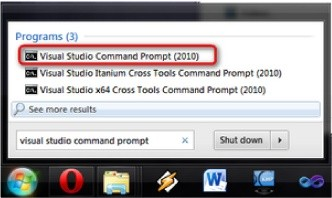 Programs (3)
Visual Studio Command Prompt (2010)
Visual Studio Itanium Cross Tools Command Prompt (2010)
Visual Studio x64 Cross Tools Command Prompt (2010)
See more results
visual studio command prompt
Shut down